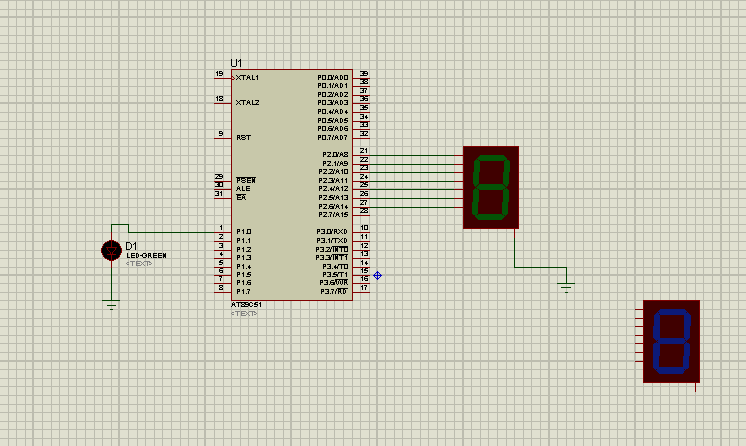 U1
19 XTAL1 P0.0/AD0 39
P0.1/AD1 38
P0.2/AD2 37
18 XTAL2 P0.3/AD3 36
P0.4/AD4 35
P0.5/AD5 34
P0.6/AD6 33
9 RST P0.7/AD7 32
P2.0/A8 21
P2.1/A9 22
P2.2/A10 23
29 PSEN P2.3/A11 24
30 ALE P2.4/A12 25
31 EA P2.5/A13 26
P2.6/A14 27
P2.7/A15 28
1 P1.0 P3.0/RXD 10
2 P1.1 P3.1/TXD 11
3 P1.2 P3.2/INT0 12
4 P1.3 P3.3/INT1 13
5 P1.4 P3.4/T0 14
6 P1.5 P3.5/T1 15
7 P1.6 P3.6/WR 16
8 P1.7 P3.7/RD 17
AT89C51
<TEXT>
D1
LED-GREEN
<TEXT>